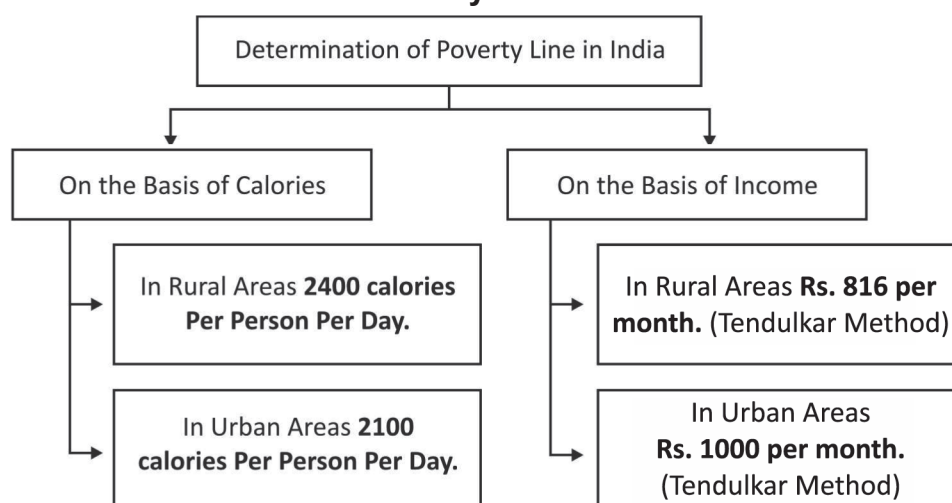 Determination of Poverty Line in India
On the Basis of Calories
On the Basis of Income
In Rural Areas 2400 calories
Per Person Per Day.
In Rural Areas Rs. 816 per
month. (Tendulkar Method)
In Urban Areas 2100
calories Per Person Per Day.
In Urban Areas
Rs. 1000 per month.
(Tendulkar Method)